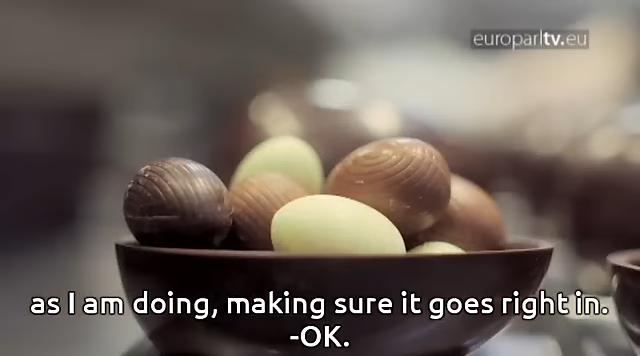 europarltv.eu
as I am doing, making sure it goes right in.
-OK.